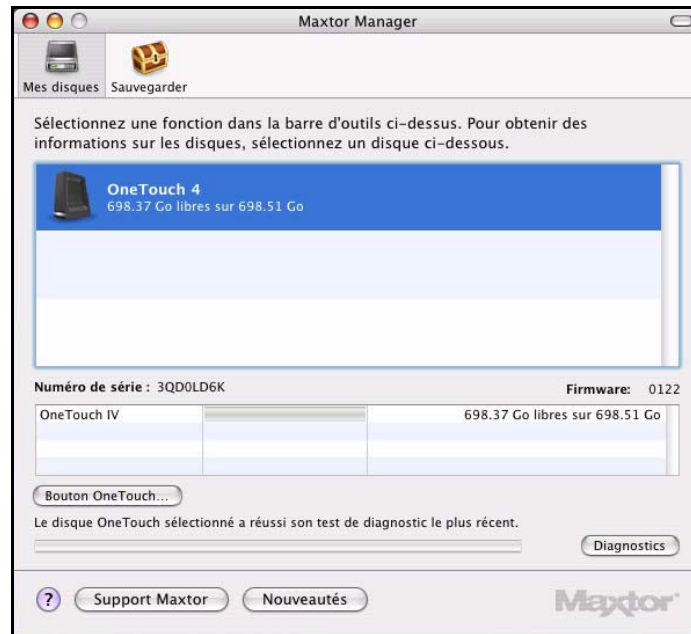 Maxtor Manager
Mes disques
Sauvegarder
Sélectionnez une fonction dans la barre d'outils ci-dessus. Pour obtenir des
informations sur les disques, sélectionnez un disque ci-dessous.
OneTouch 4
698.37 Go libres sur 698.51 Go
Numéro de série : 3QD0LD6K
Firmware: 0122
OneTouch IV
698.37 Go libres sur 698.51 Go
Bouton OneTouch...
Le disque OneTouch sélectionné a réussi son test de diagnostic le plus récent.
Diagnostics
?
Support Maxtor
Nouveautés
Maxtor